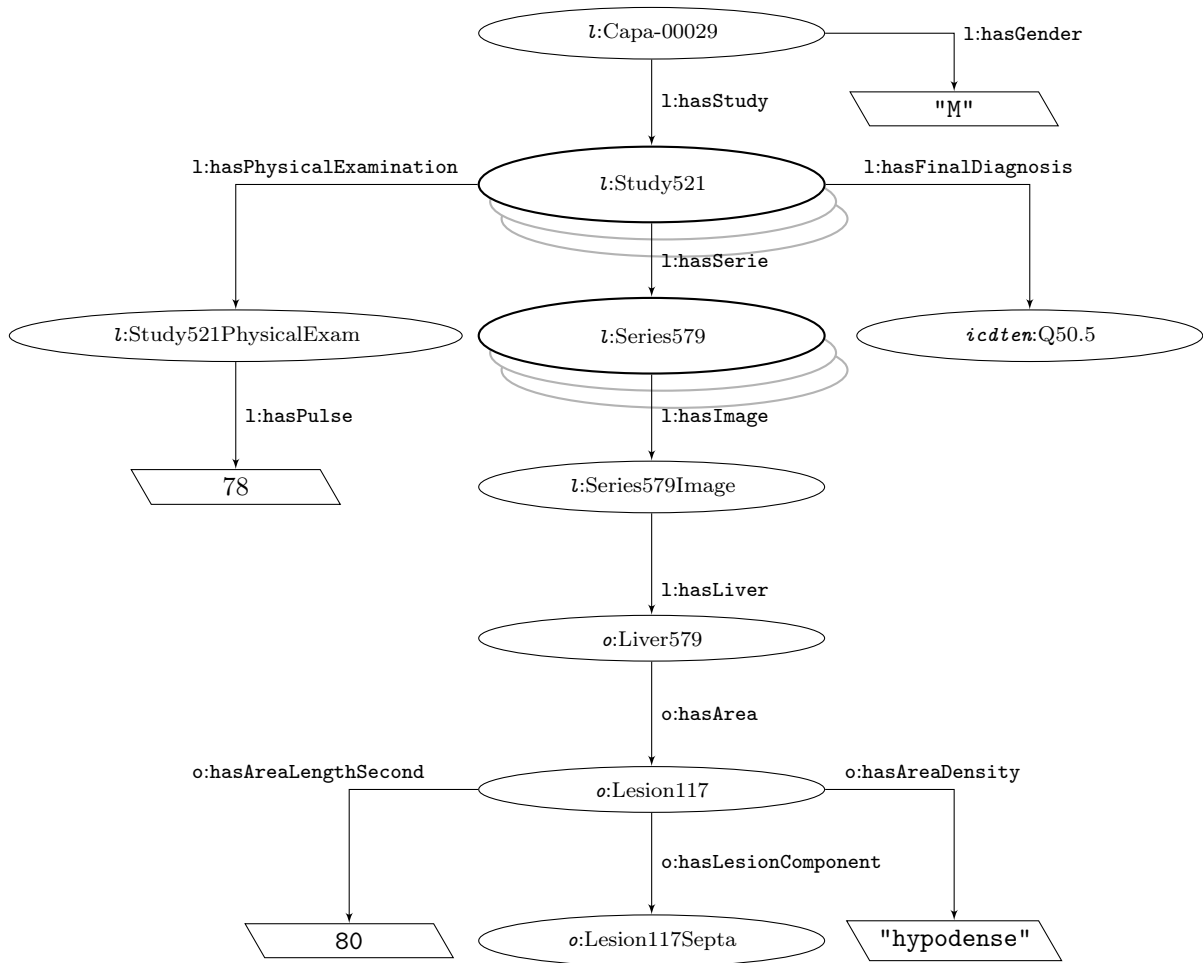 l:Capa-00029
l:hasGender
"M"
l:hasStudy
l:hasPhysicalExamination
l:Study521
l:hasFinalDiagnosis
l:hasSerie
l:Study521PhysicalExam
l:Series579
icdten:Q50.5
l:hasPulse
l:hasImage
78
l:Series579Image
l:hasLiver
o:Liver579
o:hasArea
o:hasAreaLengthSecond
o:Lesion117
o:hasAreaDensity
o:hasLesionComponent
80
o:Lesion117Septa
"hypodense"